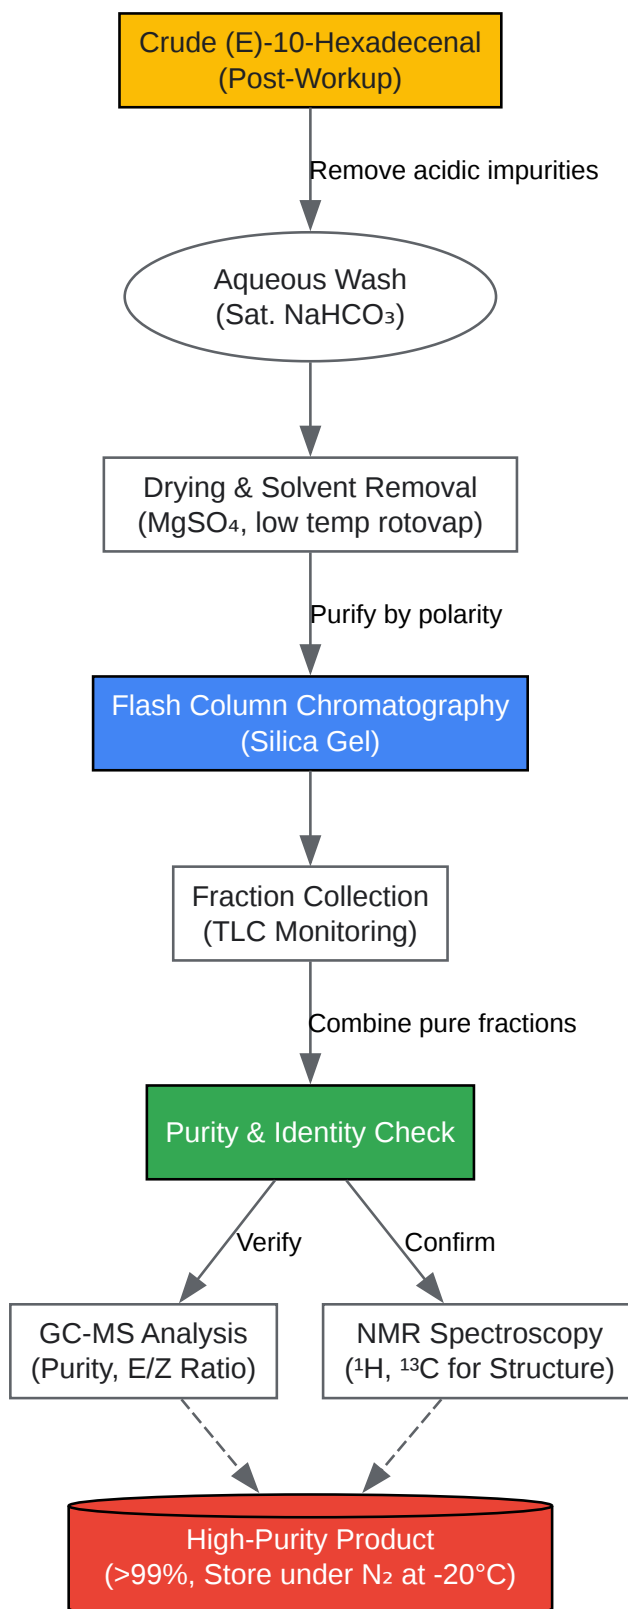 Crude (E)-10-Hexadecenal
(Post-Workup)
Remove acidic impurities
Aqueous Wash
(Sat. NaHCO₃)
Drying & Solvent Removal
(MgSO₄, low temp rotovap)
Purify by polarity
Flash Column Chromatography
(Silica Gel)
Fraction Collection
(TLC Monitoring)
Combine pure fractions
Purity & Identity Check
Verify
Confirm
GC-MS Analysis
(Purity, E/Z Ratio)
NMR Spectroscopy
(¹H, ¹³C for Structure)
High-Purity Product
(>99%, Store under N₂ at -20°C)